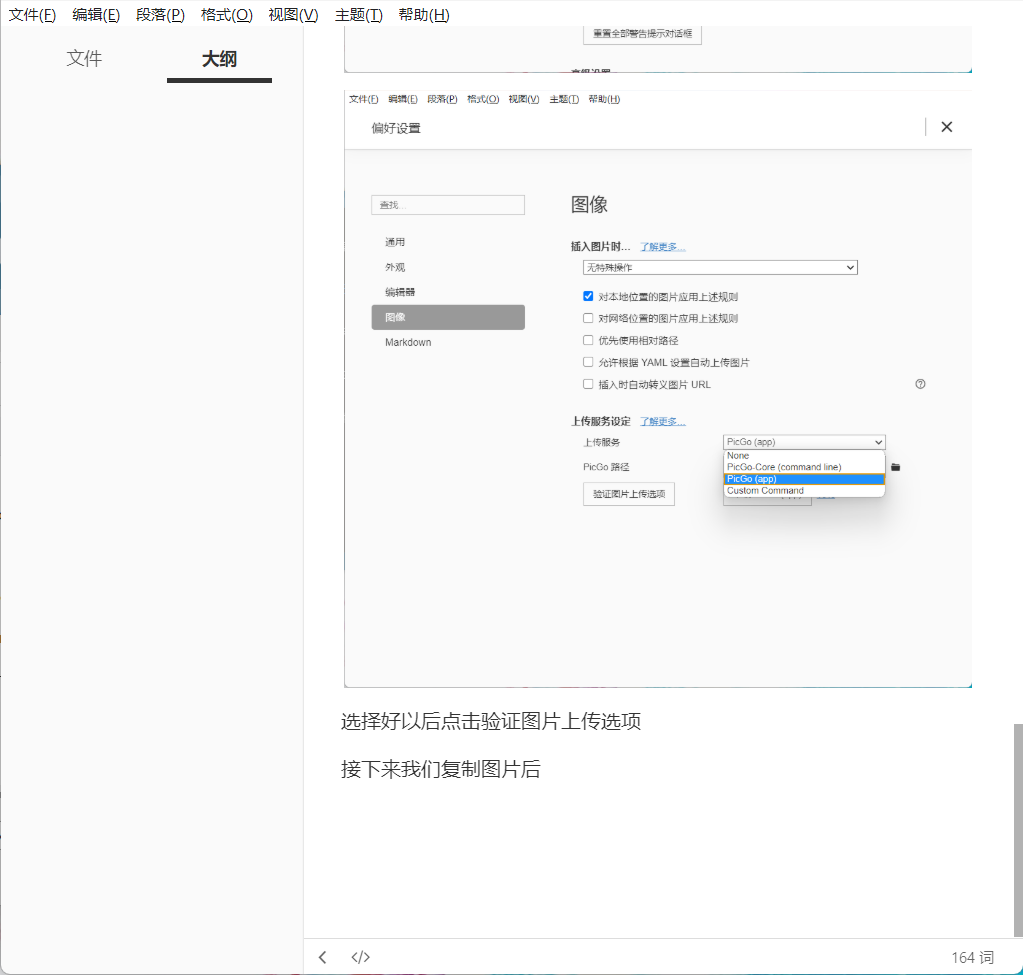 文件(F) 编辑(E) 段落(P) 格式(O) 视图(V) 主题(T) 帮助(H)
文件 大纲
重置全部警告提示对话框
高级设置
文件(F) 编辑(E) 段落(P) 格式(O) 视图(V) 主题(T) 帮助(H)
偏好设置
查找...
通用
外观
编辑器
图像
Markdown
图像
插入图片时... 了解更多...
无特殊操作
对本地位置的图片应用上述规则
对网络位置的图片应用上述规则
优先使用相对路径
允许根据 YAML 设置自动上传图片
插入时自动转义图片 URL
上传服务设定 了解更多...
上传服务 PicGo (app)
None
PicGo 路径
PicGo-Core (command line)
PicGo (app)
Custom Command
验证图片上传选项
选择好以后点击验证图片上传选项
接下来我们复制图片后
164 词